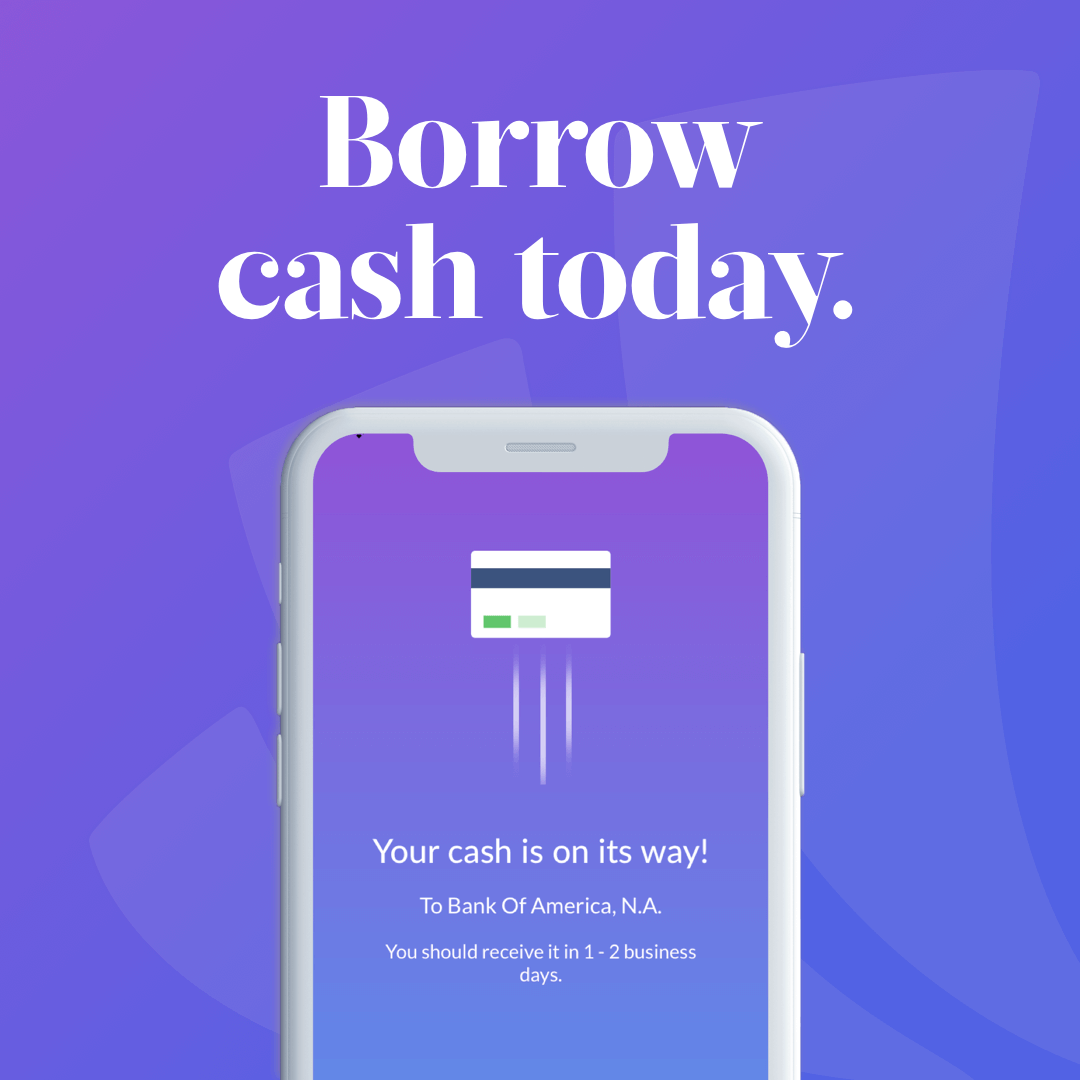 Borrow
cash today.
Your cash is on its way!
To Bank Of America, N.A.
You should receive it in 1 - 2 business
days.